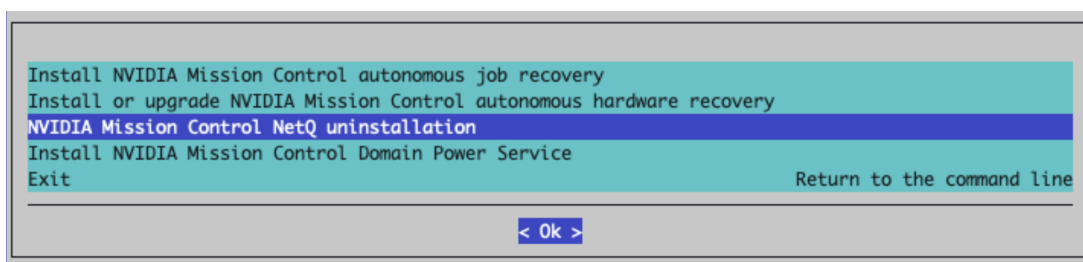 Install NVIDIA Mission Control autonomous job recovery
Install or upgrade NVIDIA Mission Control autonomous hardware recovery
NVIDIA Mission Control NetQ uninstallation
Install NVIDIA Mission Control Domain Power Service
Exit Return to the command line
< Ok >